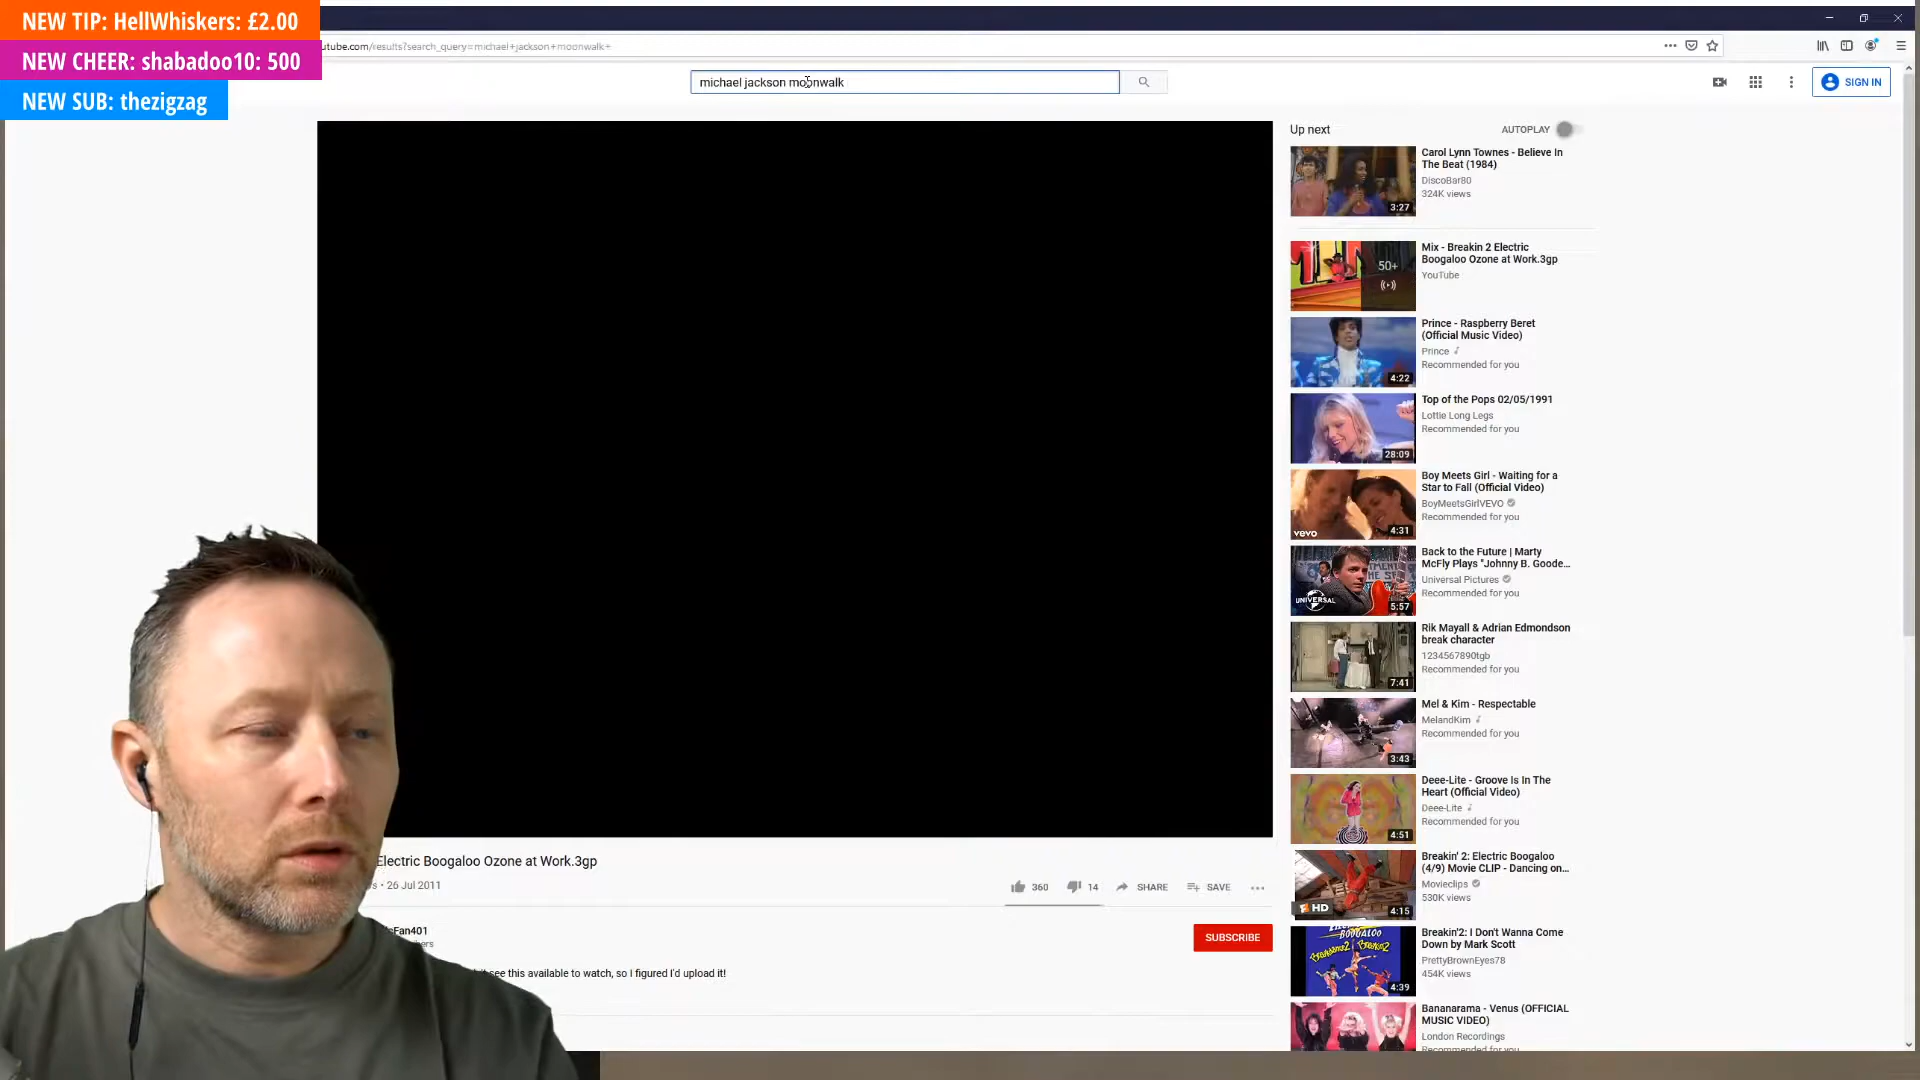 NEW TIP: HellWhiskers: £2.00
NEW CHEER: shabadoo10: 500
NEW SUB: thezigzag
utube.com/results?search_query=michael+jackson+moonwalk+
michael jackson moonwalk
SIGN IN
Up next
AUTOPLAY
Carol Lynn Townes - Believe In
The Beat (1984)
DiscoBar80
324K views
3:27
Mix - Breakin 2 Electric
Boogaloo Ozone at Work.3gp
YouTube
50+
Prince - Raspberry Beret
(Official Music Video)
Prince
Recommended for you
4:22
Top of the Pops 02/05/1991
Lottie Long Legs
Recommended for you
28:09
Boy Meets Girl - Waiting for a
Star to Fall (Official Video)
BoyMeetsGirlVEVO
Recommended for you
vevo
4:31
Back to the Future | Marty
McFly Plays "Johnny B. Goode...
Universal Pictures
Recommended for you
UNIVERSAL
5:57
Rik Mayall & Adrian Edmondson
break character
1234567890tgb
Recommended for you
7:41
Mel & Kim - Respectable
MelandKim
Recommended for you
3:43
Deee-Lite - Groove Is In The
Heart (Official Video)
Deee-Lite
Recommended for you
4:51
Breakin' 2: Electric Boogaloo
(4/9) Movie CLIP - Dancing on...
Movieclips
530K views
HD
4:15
Breakin'2: I Don't Wanna Come
Down by Mark Scott
PrettyBrownEyes78
454K views
4:39
Bananarama - Venus (OFFICIAL
MUSIC VIDEO)
London Recordings
Electric Boogaloo Ozone at Work.3gp
• 26 Jul 2011
360
14
SHARE
SAVE
sFan401
SUBSCRIBE
see this available to watch, so I figured I'd upload it!